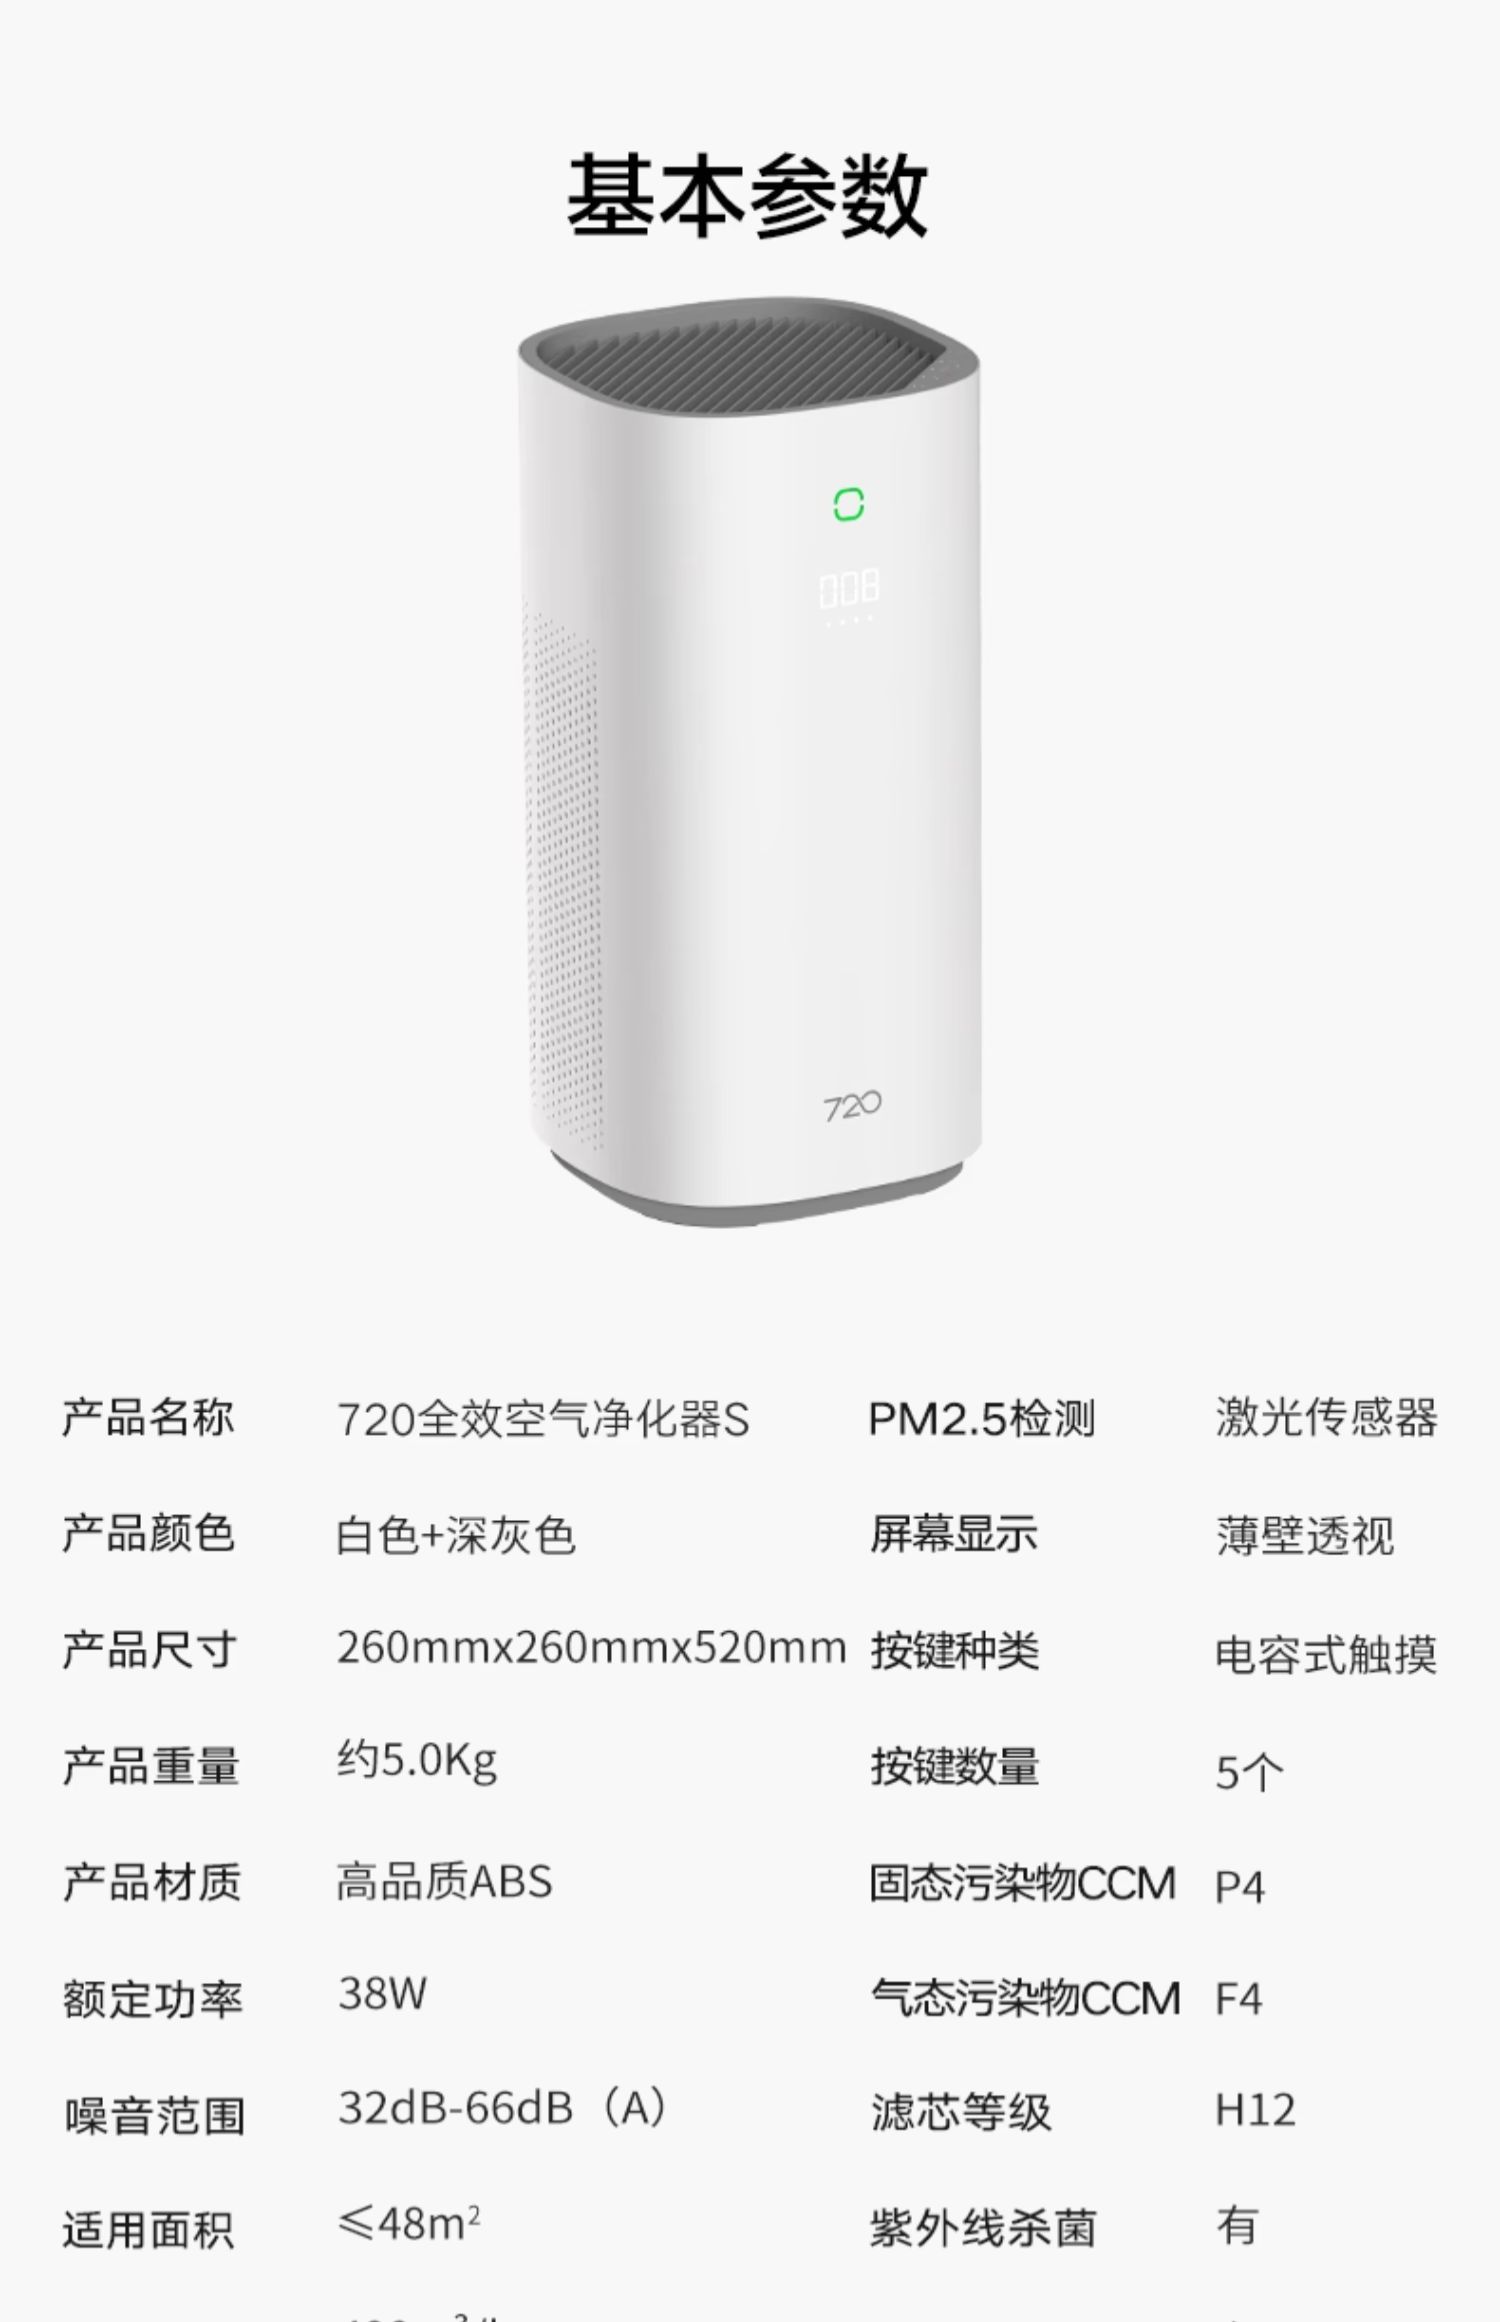 基本参数
008
720
产品名称 720全效空气净化器S PM2.5检测 激光传感器
产品颜色 白色+深灰色 屏幕显示 薄壁透视
产品尺寸 260mmx260mmx520mm 按键种类 电容式触摸
产品重量 约5.0Kg 按键数量 5个
产品材质 高品质ABS 固态污染物CCM P4
额定功率 38W 气态污染物CCM F4
噪音范围 32dB-66dB（A） 滤芯等级 H12
适用面积 ≤48m² 紫外线杀菌 有